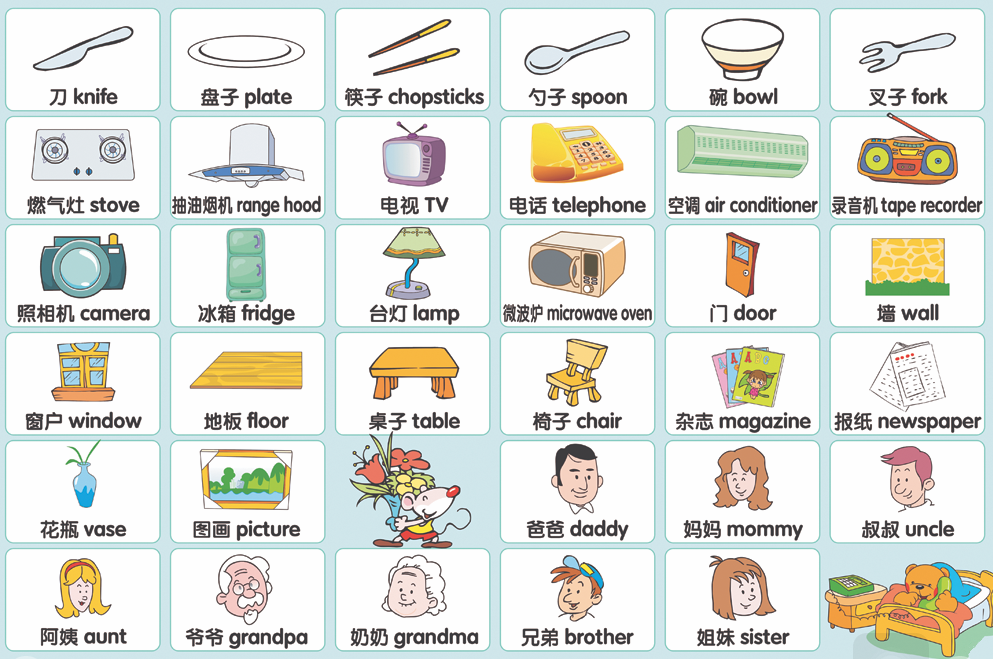 刀 knife
盘子 plate
筷子 chopsticks
勺子 spoon
碗 bowl
叉子 fork
燃气灶 stove
抽油烟机 range hood
电视 TV
电话 telephone
空调 air conditioner
录音机 tape recorder
照相机 camera
冰箱 fridge
台灯 lamp
微波炉 microwave oven
门 door
墙 wall
窗户 window
地板 floor
桌子 table
椅子 chair
杂志 magazine
报纸 newspaper
花瓶 vase
图画 picture
爸爸 daddy
妈妈 mommy
叔叔 uncle
阿姨 aunt
爷爷 grandpa
奶奶 grandma
兄弟 brother
姐妹 sister